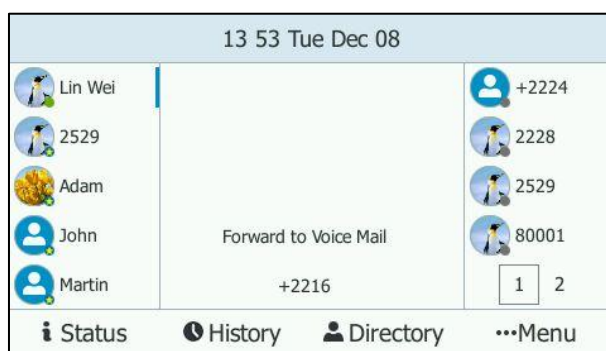 13 53 Tue Dec 08
Lin Wei
2529
Adam
John
Martin
Forward to Voice Mail
+2216
+2224
2228
2529
80001
1 2
Status History Directory •••Menu